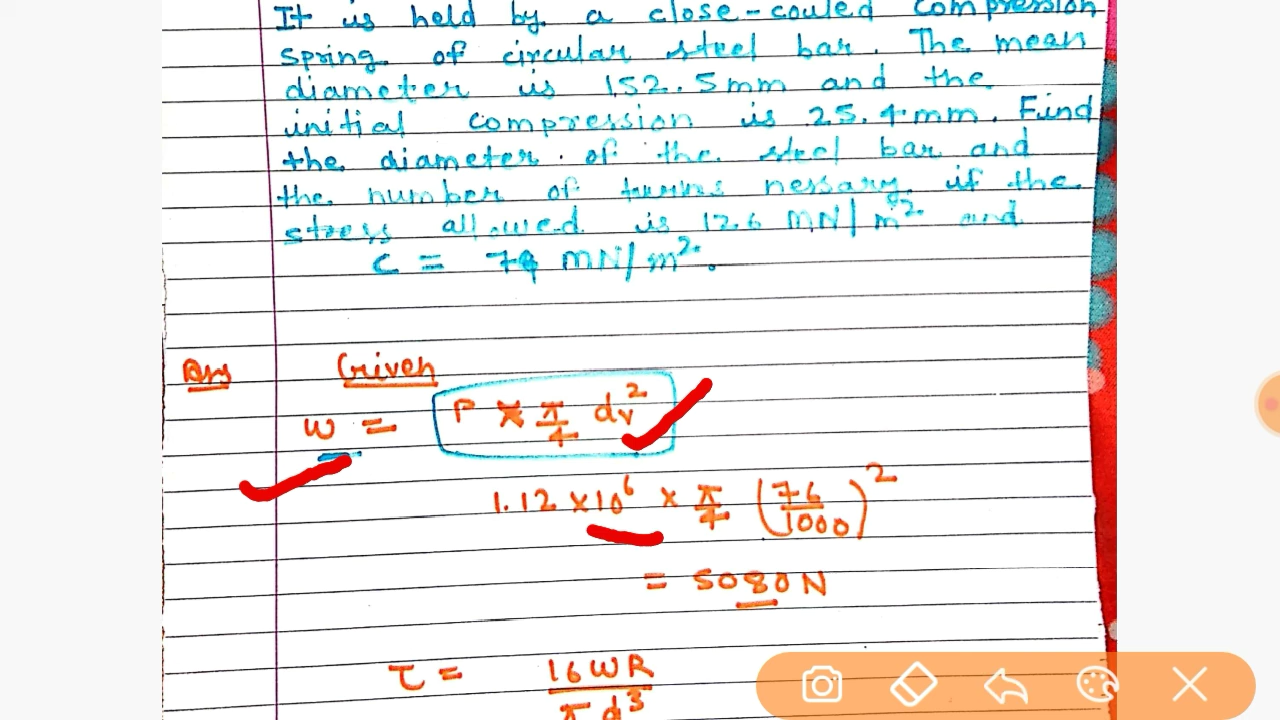 It is held by a close-couled compression
spring of circular steel bar. The mean
diameter is 152.5mm and the
initial compression is 25.4mm. Find
the diameter of the steel bar and
the number of turns nessary if the
stress allowed is 12.6 MN/m².and
C = 79 MN/m².
Ans Given
W = P × π/4 dv²
1.12 × 10⁶ × π/4 (76/1000)²
= 5080N
τ = 16WR/πd³